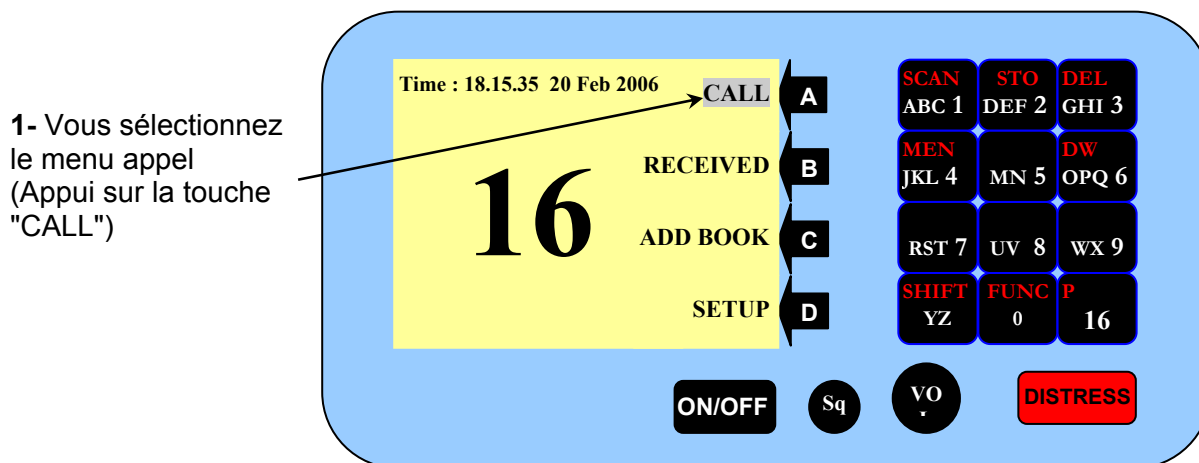 1- Vous sélectionnez
le menu appel
(Appui sur la touche
"CALL")
Time : 18.15.35 20 Feb 2006
CALL
A
RECEIVED
B
16
ADD BOOK
C
SETUP
D
SCAN STO DEL
ABC 1 DEF 2 GHI 3
MEN DW
JKL 4 MN 5 OPQ 6
RST 7 UV 8 WX 9
SHIFT FUNC P
YZ 0 16
ON/OFF
Sq
VO
DISTRESS